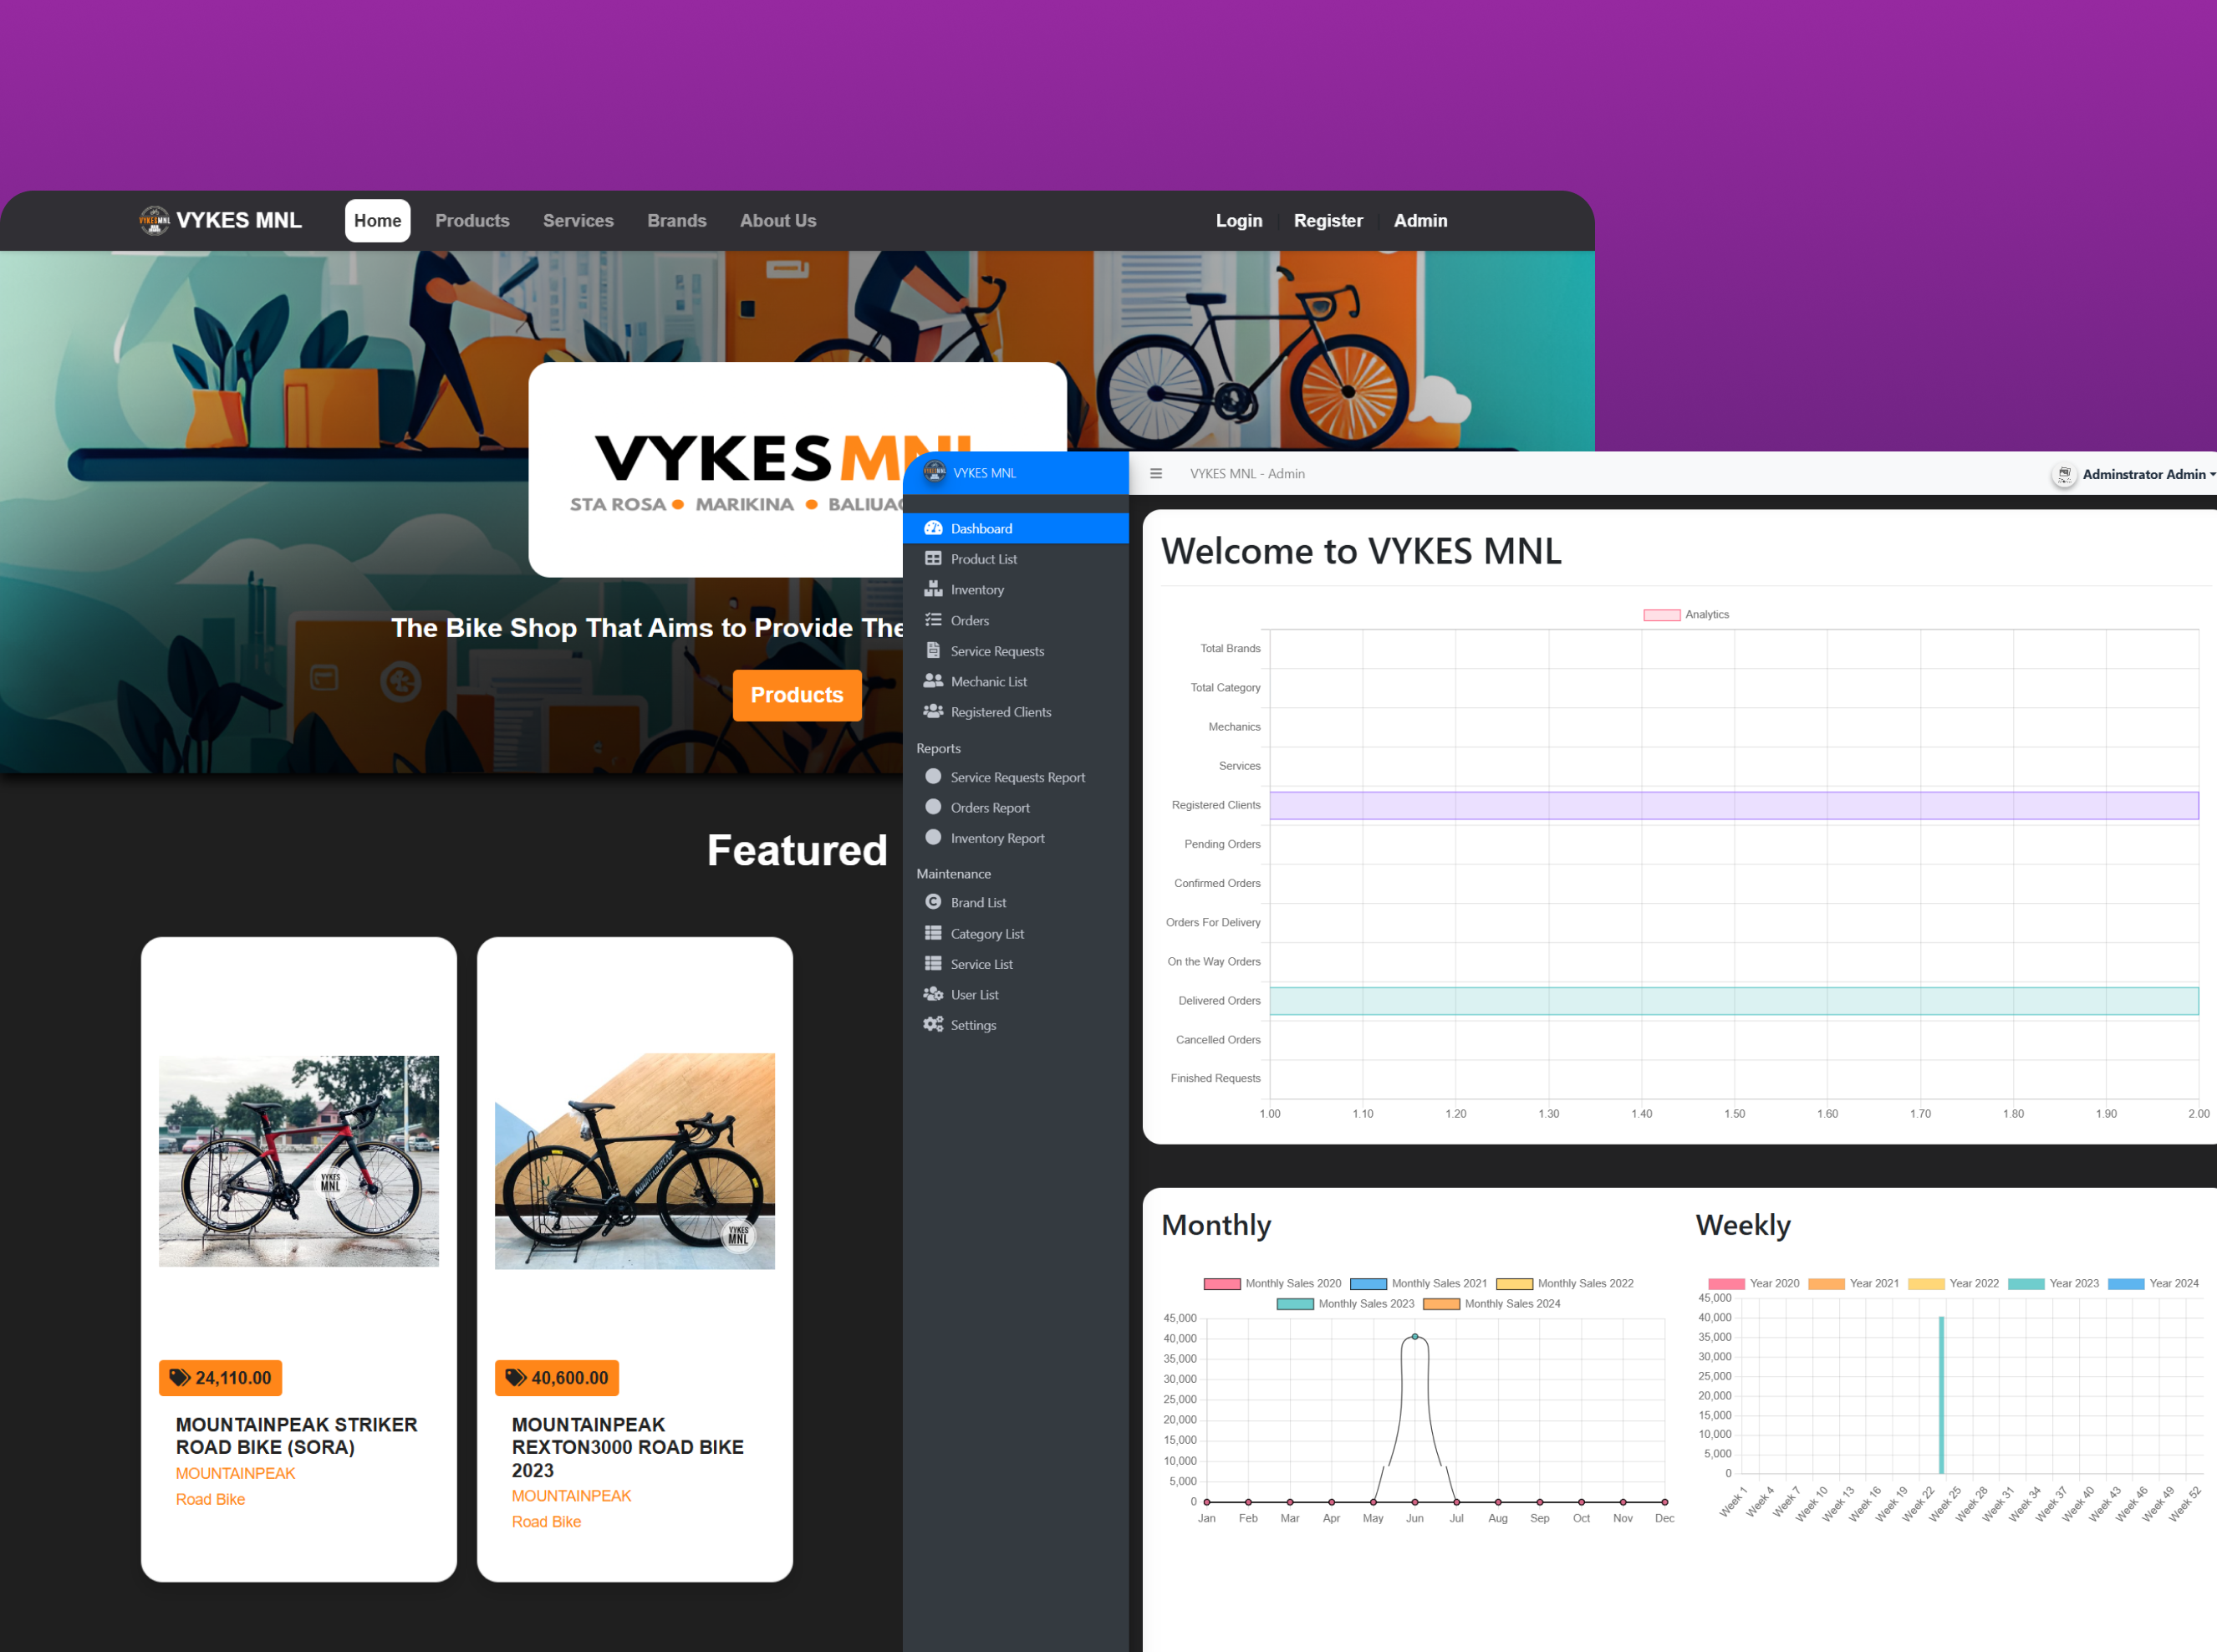 VYKES MNL
Home
Products
Services
Brands
About Us
Login
Register
Admin
VYKES
STA ROSA • MARIKINA •
The Bike Shop That Aims to Provide The
Products
Featured
VYKES MNL
24,110.00
MOUNTAINPEAK STRIKER
ROAD BIKE (SORA)
MOUNTAINPEAK
Road Bike
MOUNTAINPEAK
VYKES MNL
40,600.00
MOUNTAINPEAK
REXTON3000 ROAD BIKE
2023
MOUNTAINPEAK
Road Bike
VYKES MNL
Dashboard
Product List
Inventory
Orders
Service Requests
Mechanic List
Registered Clients
Reports
Service Requests Report
Orders Report
Inventory Report
Maintenance
Brand List
Category List
Service List
User List
Settings
VYKES MNL - Admin
Adminstrator Admin
Welcome to VYKES MNL
Analytics
Total Brands
Total Category
Mechanics
Services
Registered Clients
Pending Orders
Confirmed Orders
Orders For Delivery
On the Way Orders
Delivered Orders
Cancelled Orders
Finished Requests
1.00 1.10 1.20 1.30 1.40 1.50 1.60 1.70 1.80 1.90 2.00
Monthly
Monthly Sales 2020 Monthly Sales 2021 Monthly Sales 2022
Monthly Sales 2023 Monthly Sales 2024
45,000
40,000
35,000
30,000
25,000
20,000
15,000
10,000
5,000
0
Jan Feb Mar Apr May Jun Jul Aug Sep Oct Nov Dec
Weekly
Year 2020 Year 2021 Year 2022 Year 2023 Year 2024
45,000
40,000
35,000
30,000
25,000
20,000
15,000
10,000
5,000
0
Week 1 Week 4 Week 7 Week 10 Week 13 Week 16 Week 19 Week 22 Week 25 Week 28 Week 31 Week 34 Week 37 Week 40 Week 43 Week 46 Week 49 Week 52